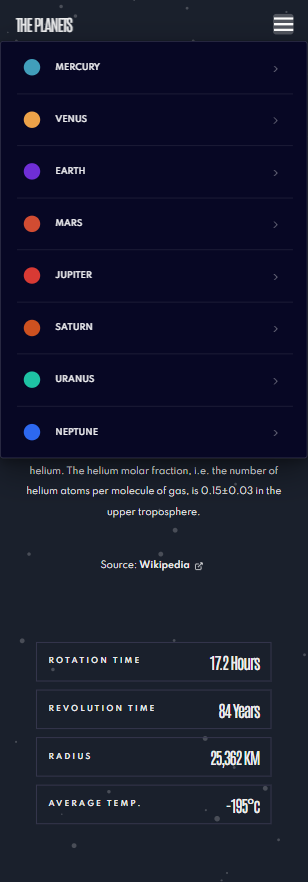 THE PLANETS
MERCURY
VENUS
EARTH
MARS
JUPITER
SATURN
URANUS
NEPTUNE
helium. The helium molar fraction, i.e. the number of
helium atoms per molecule of gas, is 0.15±0.03 in the
upper troposphere.
Source: Wikipedia
ROTATION TIME 17.2 Hours
REVOLUTION TIME 84 Years
RADIUS 25,362 KM
AVERAGE TEMP. -195°c